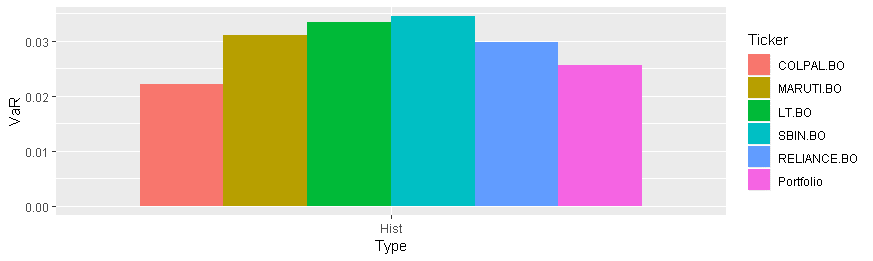 VaR
0.03
0.02
0.01
0.00
Hist
Type
Ticker
COLPAL.BO
MARUTI.BO
LT.BO
SBIN.BO
RELIANCE.BO
Portfolio